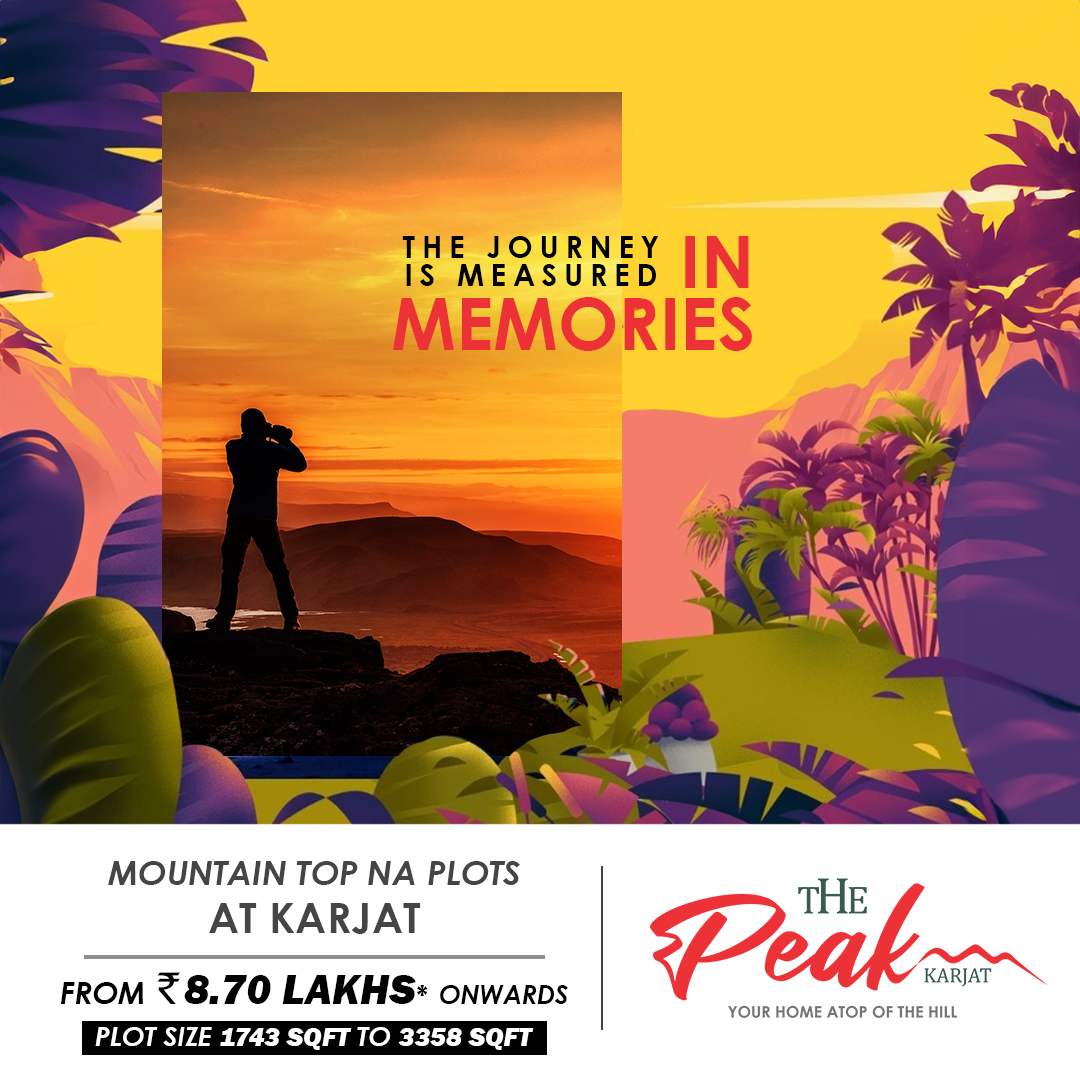 THE JOURNEY IN
IS MEASURED
MEMORIES
MOUNTAIN TOP NA PLOTS
AT KARJAT
FROM ₹8.70 LAKHS* ONWARDS
PLOT SIZE 1743 SQFT TO 3358 SQFT
THE
Peak
KARJAT
YOUR HOME ATOP OF THE HILL